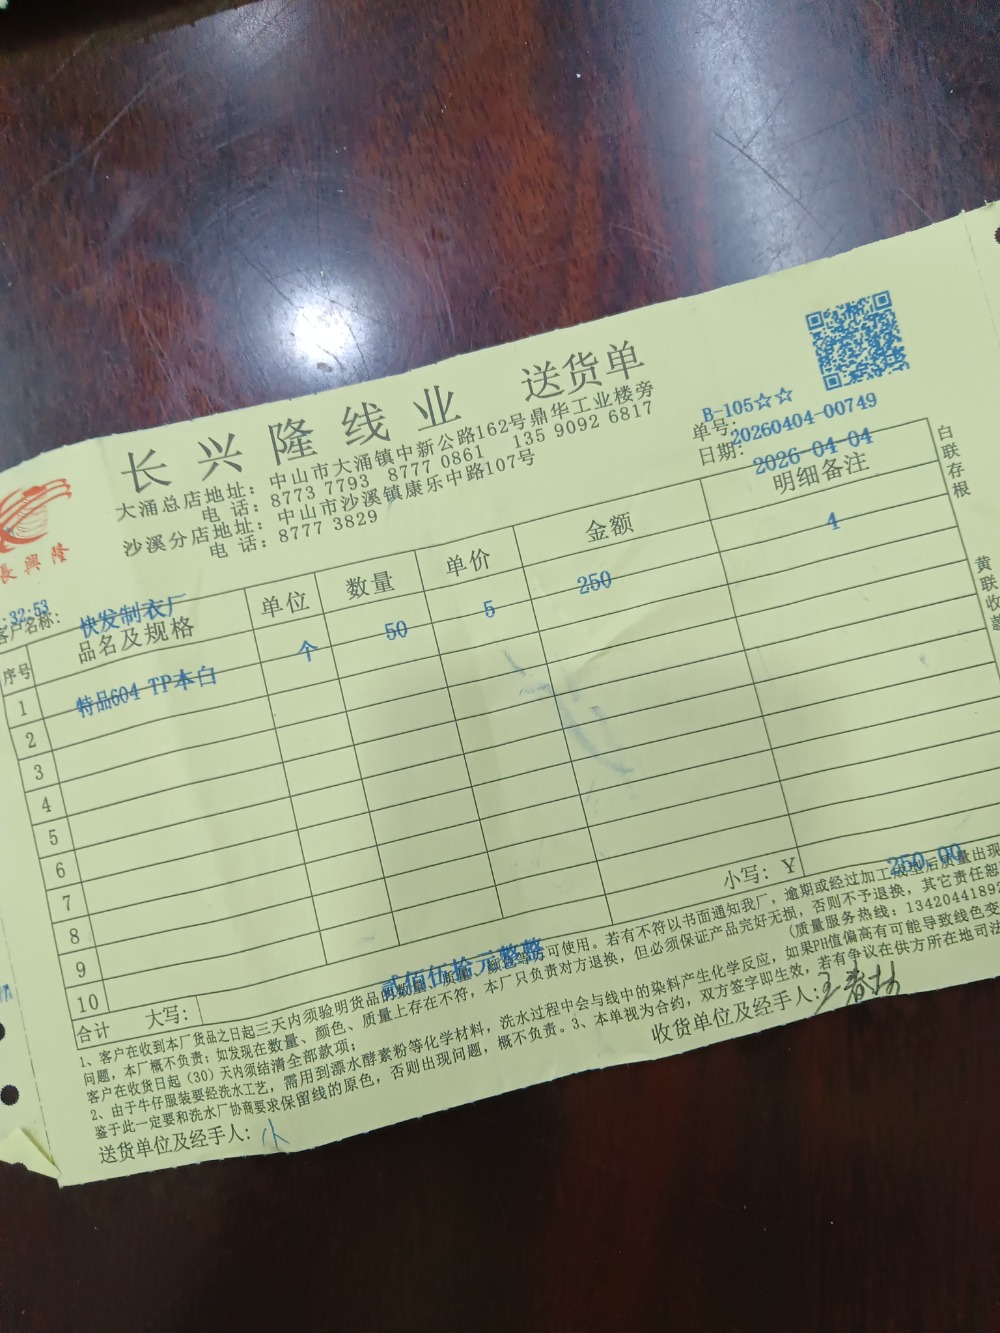 长兴隆线业 送货单
大涌总店地址：中山市大涌镇中新公路162号鼎华工业楼旁
电 话：8773 7793 8777 0861 135 9092 6817
沙溪分店地址：中山市沙溪镇康乐中路107号
电 话：8777 3829
長興隆
B-105☆☆
单号：20260404-00749
日期：2026-04-04
:32:53
客户名称：快发制衣厂
序号 品名及规格 单位 数量 单价 金额 明细备注
1 特品604 TP本白 个 50 5 250 4
2
3
4
5
6
7
8
9
10
合计 大写：贰佰伍拾元整整 小写：￥ 250.00
白联存根
黄联收款
1、客户在收到本厂货品之日起三天内须验明货品的数量、质量、颜色等方可使用。若有不符以书面通知我厂，逾期或经过加工成型后质量出现
问题，本厂概不负责；如发现在数量、颜色、质量上存在不符，本厂只负责对方退换，但必须保证产品完好无损，否则不予退换，其它责任恕
客户在收货日起（30）天内须结清全部款项； (质量服务热线：1342044189
2、由于牛仔服装要经洗水工艺，需用到漂水酵素粉等化学材料，洗水过程中会与线中的染料产生化学反应，如果PH值偏高有可能导致线色变
鉴于此一定要和洗水厂协商要求保留线的原色，否则出现问题，概不负责。3、本单视为合约，双方签字即生效，若有争议在供方所在地司法
送货单位及经手人：小
收货单位及经手人：王春林